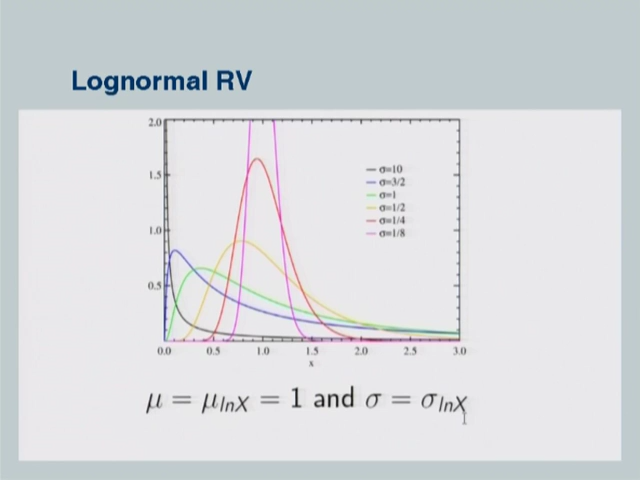 Lognormal RV
2.0
1.5
1.0
0.5
σ=10
σ=3/2
σ=1
σ=1/2
σ=1/4
σ=1/8
0.0 0.5 1.0 1.5 2.0 2.5 3.0
x
μ = μlnX = 1 and σ = σlnX